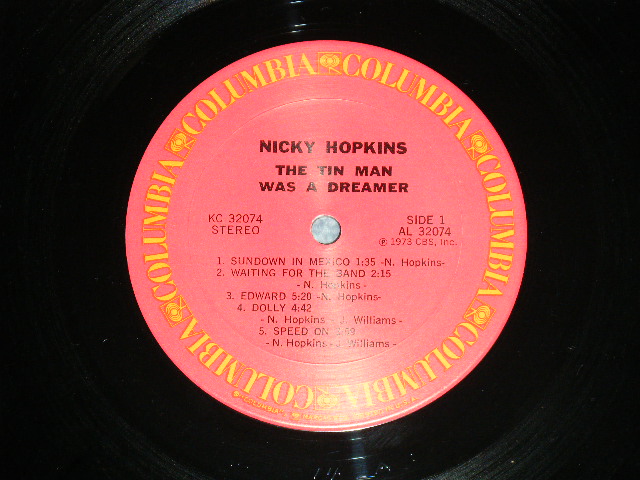 COLUMBIA COLUMBIA COLUMBIA COLUMBIA COLUMBIA COLUMBIA
NICKY HOPKINS
THE TIN MAN
WAS A DREAMER
KC 32074
STEREO
SIDE 1
AL 32074
℗ 1973 CBS, Inc.
1. SUNDOWN IN MEXICO 1:35 -N. Hopkins-
2. WAITING FOR THE BAND 2:15
- N. Hopkins -
3. EDWARD 5:20 -N. Hopkins-
4. DOLLY 4:42
- N. Hopkins - J. Williams -
5. SPEED ON
- N. Hopkins - J. Williams -